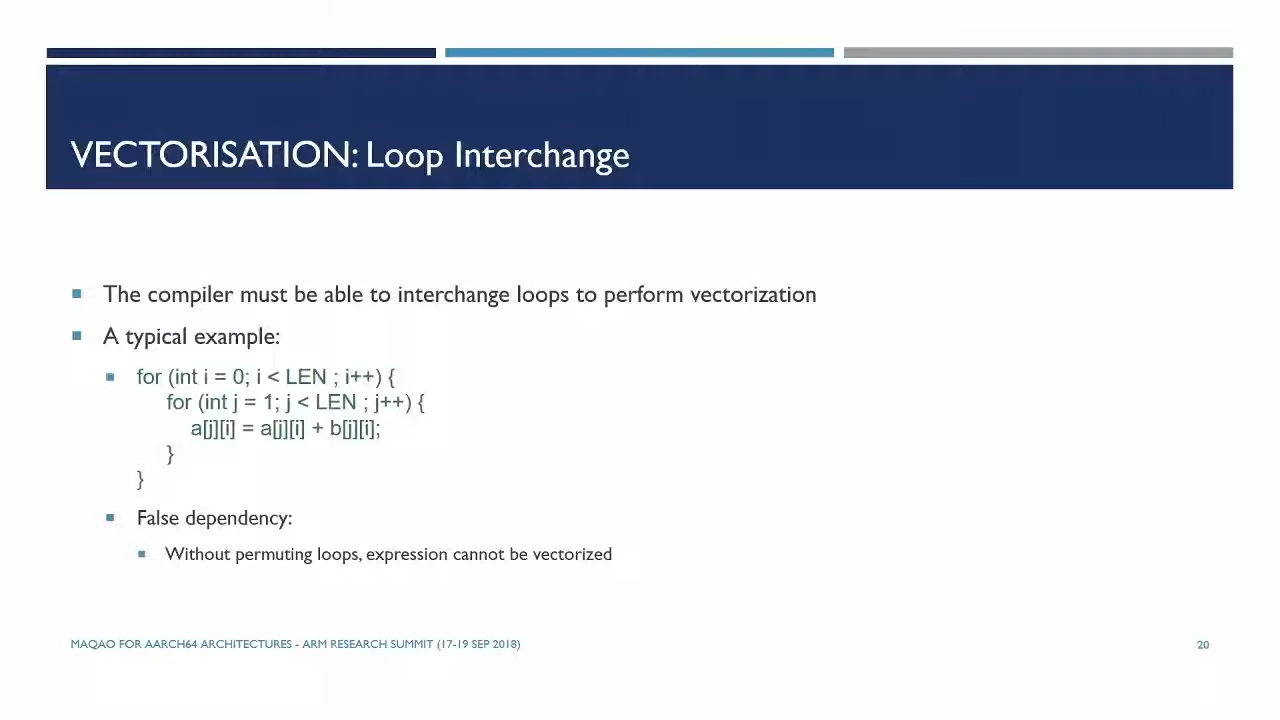 VECTORISATION: Loop Interchange
The compiler must be able to interchange loops to perform vectorization
A typical example:
for (int i = 0; i < LEN ; i++) {
for (int j = 1; j < LEN ; j++) {
a[j][i] = a[j][i] + b[j][i];
}
}
False dependency:
Without permuting loops, expression cannot be vectorized
MAQAO FOR AARCH64 ARCHITECTURES - ARM RESEARCH SUMMIT (17-19 SEP 2018)
20